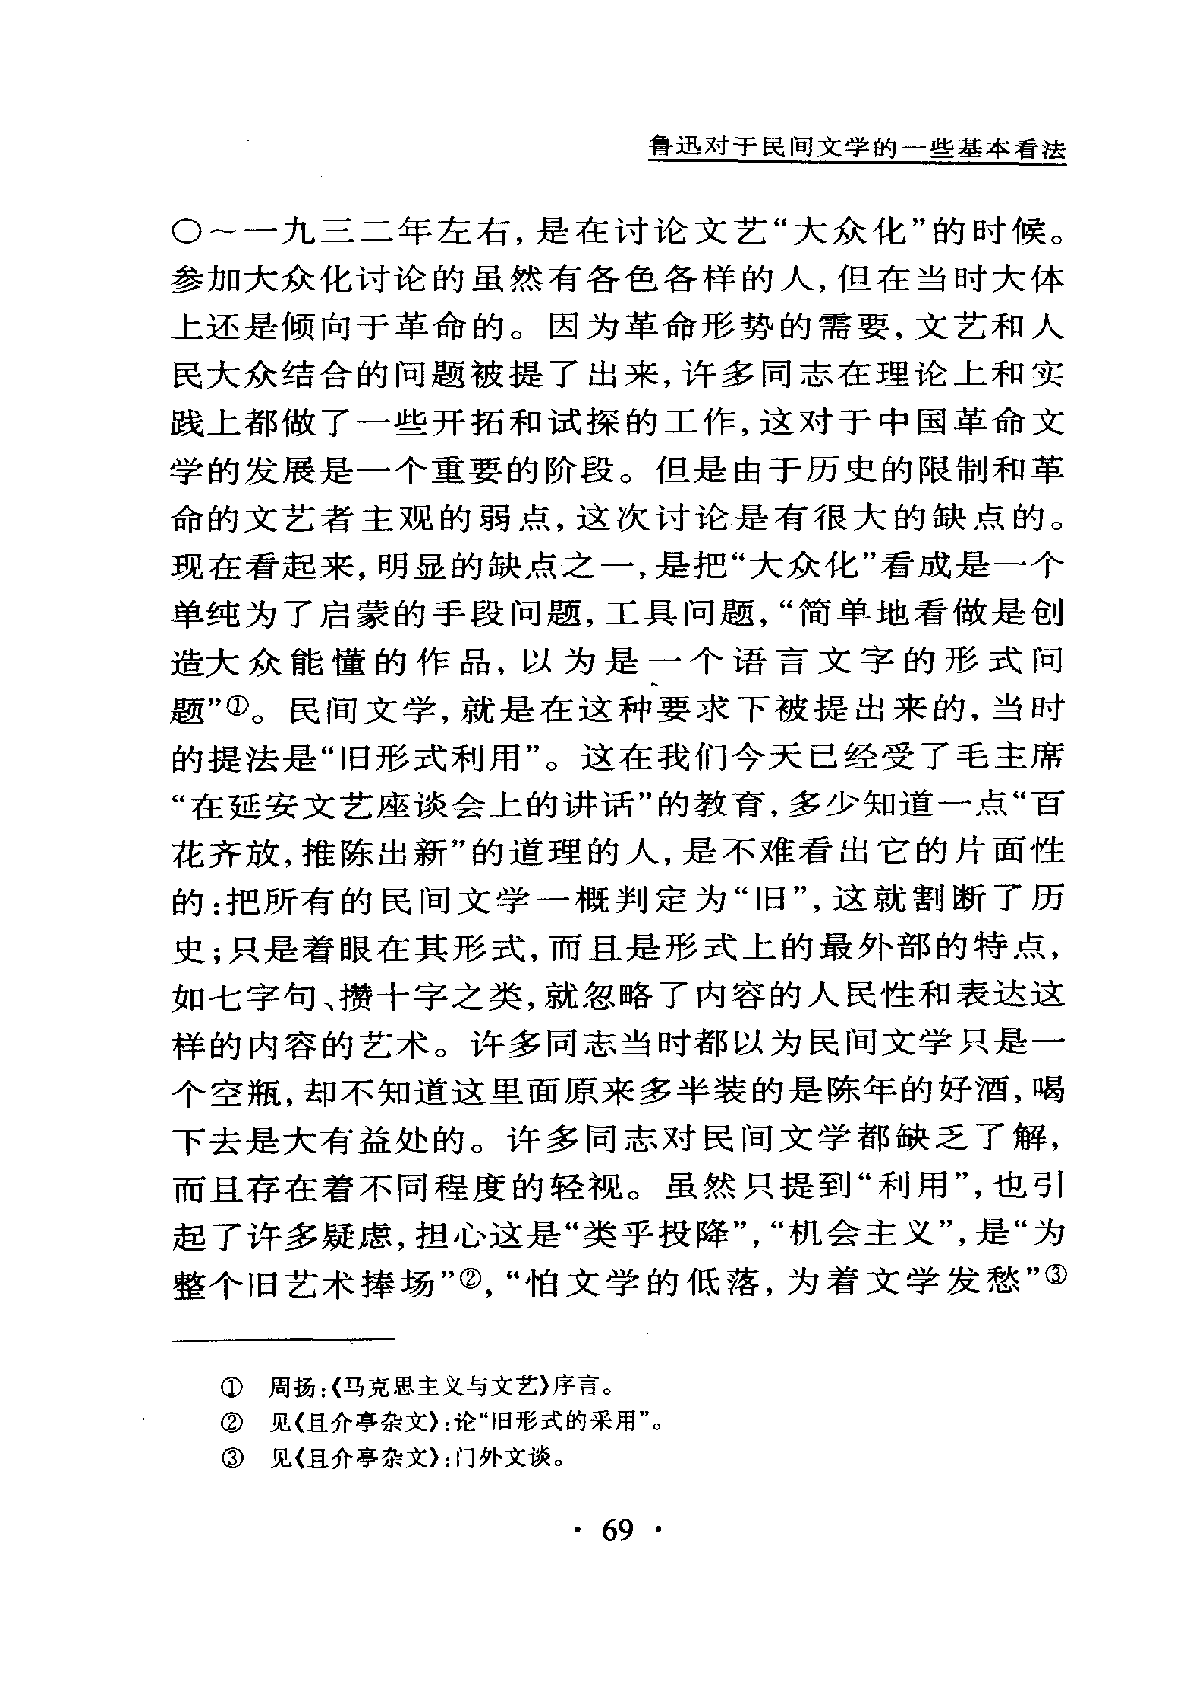 鲁迅对于民间文学的一些基本看法
〇～一九三二年左右，是在讨论文艺“大众化”的时候。
参加大众化讨论的虽然有各色各样的人，但在当时大体
上还是倾向于革命的。因为革命形势的需要，文艺和人
民大众结合的问题被提了出来，许多同志在理论上和实
践上都做了一些开拓和试探的工作，这对于中国革命文
学的发展是一个重要的阶段。但是由于历史的限制和革
命的文艺者主观的弱点，这次讨论是有很大的缺点的。
现在看起来，明显的缺点之一，是把“大众化”看成是一个
单纯为了启蒙的手段问题，工具问题，“简单地看做是创
造大众能懂的作品，以为是一个语言文字的形式问
题”①。民间文学，就是在这种要求下被提出来的，当时
的提法是“旧形式利用”。这在我们今天已经受了毛主席
“在延安文艺座谈会上的讲话”的教育，多少知道一点“百
花齐放，推陈出新”的道理的人，是不难看出它的片面性
的：把所有的民间文学一概判定为“旧”，这就割断了历
史；只是着眼在其形式，而且是形式上的最外部的特点，
如七字句、攒十字之类，就忽略了内容的人民性和表达这
样的内容的艺术。许多同志当时都以为民间文学只是一
个空瓶，却不知道这里面原来多半装的是陈年的好酒，喝
下去是大有益处的。许多同志对民间文学都缺乏了解，
而且存在着不同程度的轻视。虽然只提到“利用”，也引
起了许多疑虑，担心这是“类乎投降”，“机会主义”，是“为
整个旧艺术捧场”②，“怕文学的低落，为着文学发愁”③
① 周扬：《马克思主义与文艺》序言。
② 见《且介亭杂文》：论“旧形式的采用”。
③ 见《且介亭杂文》：门外文谈。
· 69 ·